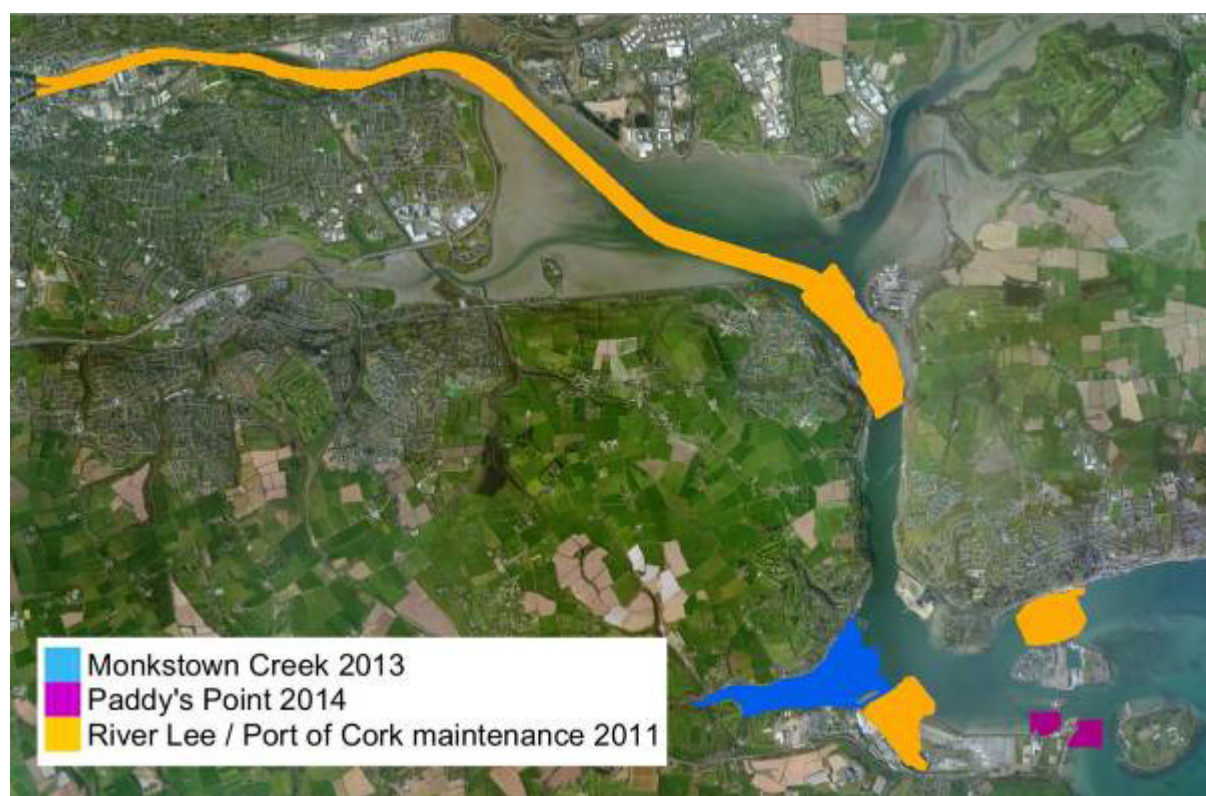 Monkstown Creek 2013
Paddy's Point 2014
River Lee / Port of Cork maintenance 2011